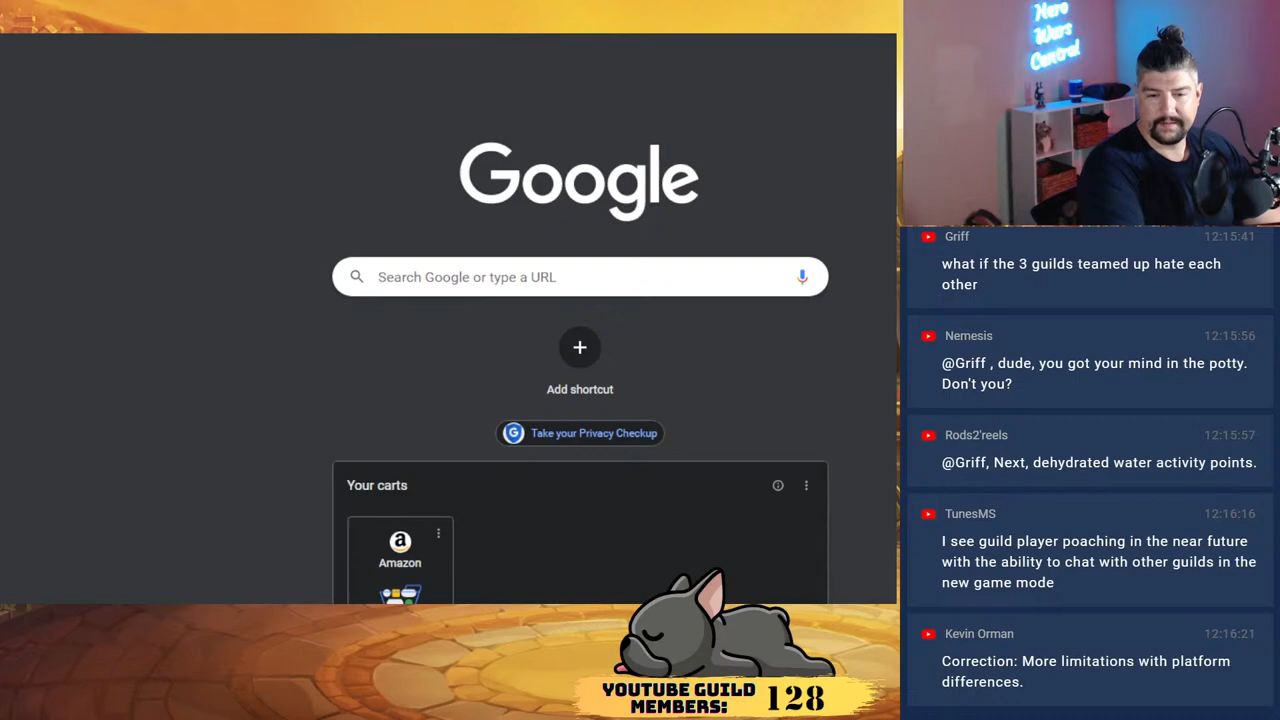 Google
Search Google or type a URL
Add shortcut
Take your Privacy Checkup
Your carts
Amazon
YOUTUBE GUILD
MEMBERS: 128
Hero
Wars
Central
Griff 12:15:41
what if the 3 guilds teamed up hate each
other
Nemesis 12:15:56
@Griff , dude, you got your mind in the potty.
Don't you?
Rods2'reels 12:15:57
@Griff, Next, dehydrated water activity points.
TunesMS 12:16:16
I see guild player poaching in the near future
with the ability to chat with other guilds in the
new game mode
Kevin Orman 12:16:21
Correction: More limitations with platform
differences.